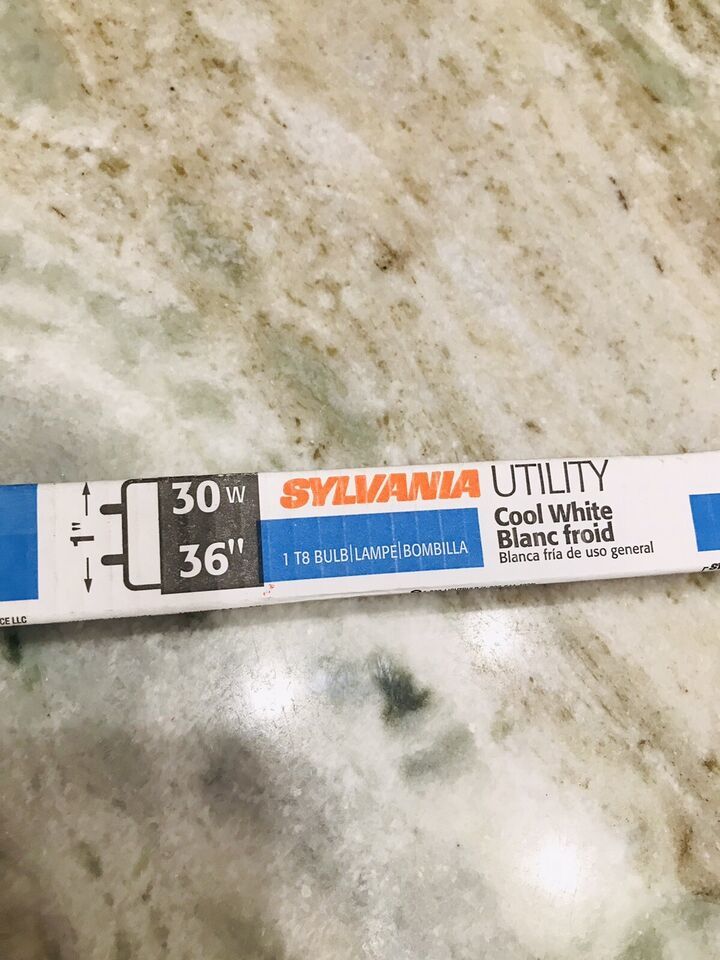 1"
30 W
36"
SYLVANIA
1 T8 BULB|LAMPE|BOMBILLA
UTILITY
Cool White
Blanc froid
Blanca fría de uso general
CE LLC